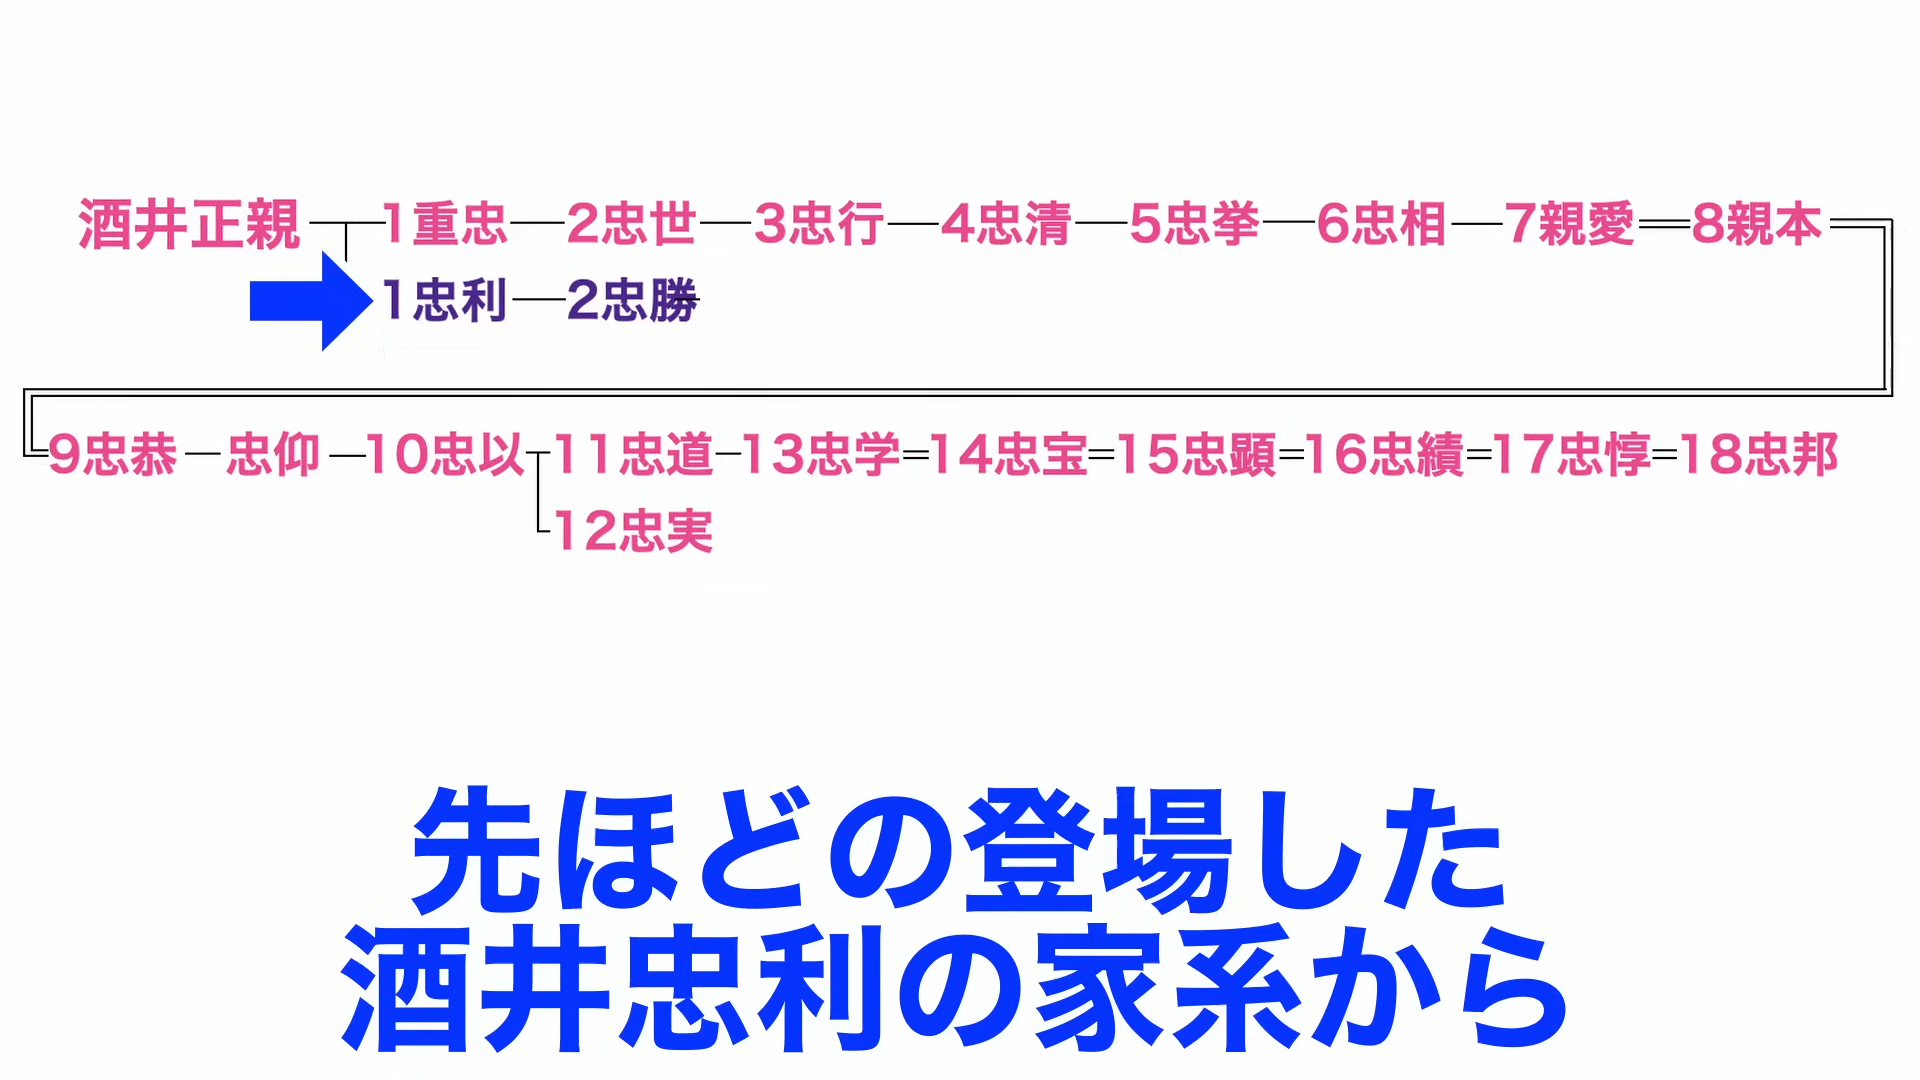 酒井正親 1重忠 2忠世 3忠行 4忠清 5忠挙 6忠相 7親愛 8親本
1忠利 2忠勝
9忠恭 忠仰 10忠以 11忠道 13忠学 14忠宝 15忠顕 16忠績 17忠惇 18忠邦
12忠実
先ほどの登場した
酒井忠利の家系から